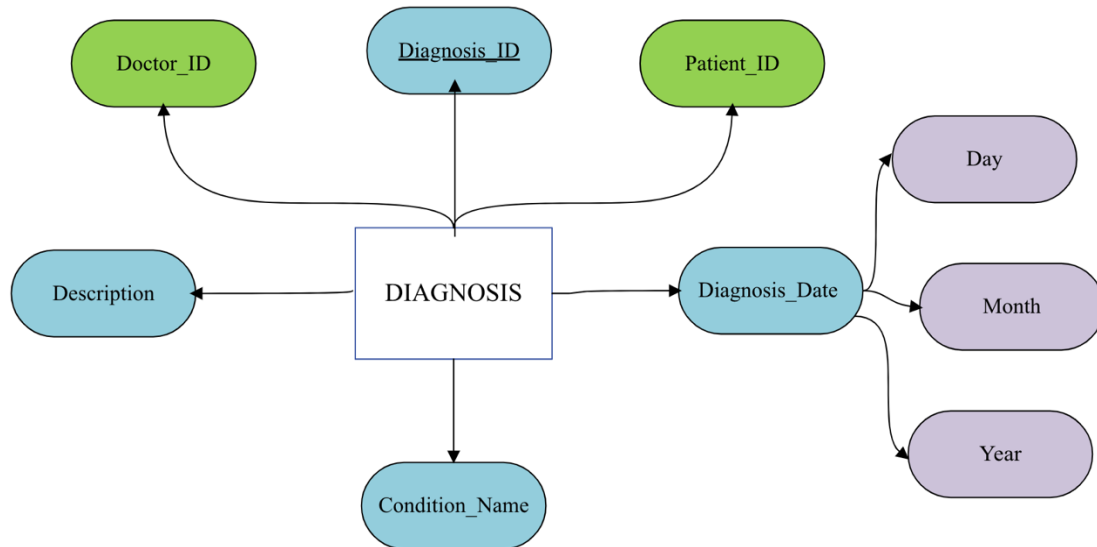 Doctor_ID
Diagnosis_ID
Patient_ID
Day
Description
DIAGNOSIS
Diagnosis_Date
Month
Year
Condition_Name